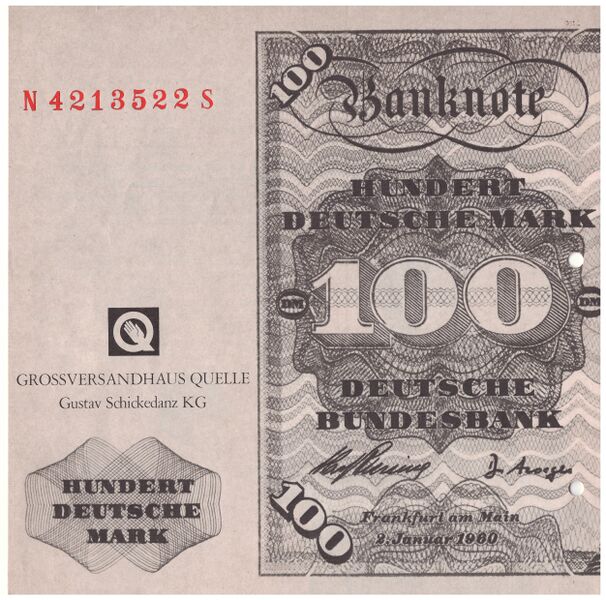 N 4213522 S
Q
GROSSVERSANDHAUS QUELLE
Gustav Schickedanz KG
HUNDERT
DEUTSCHE
MARK
100
Banknote
HUNDERT
DEUTSCHE MARK
DM 100 DM
DEUTSCHE
BUNDESBANK
Frankfurt am Main
2. Januar 1960
100